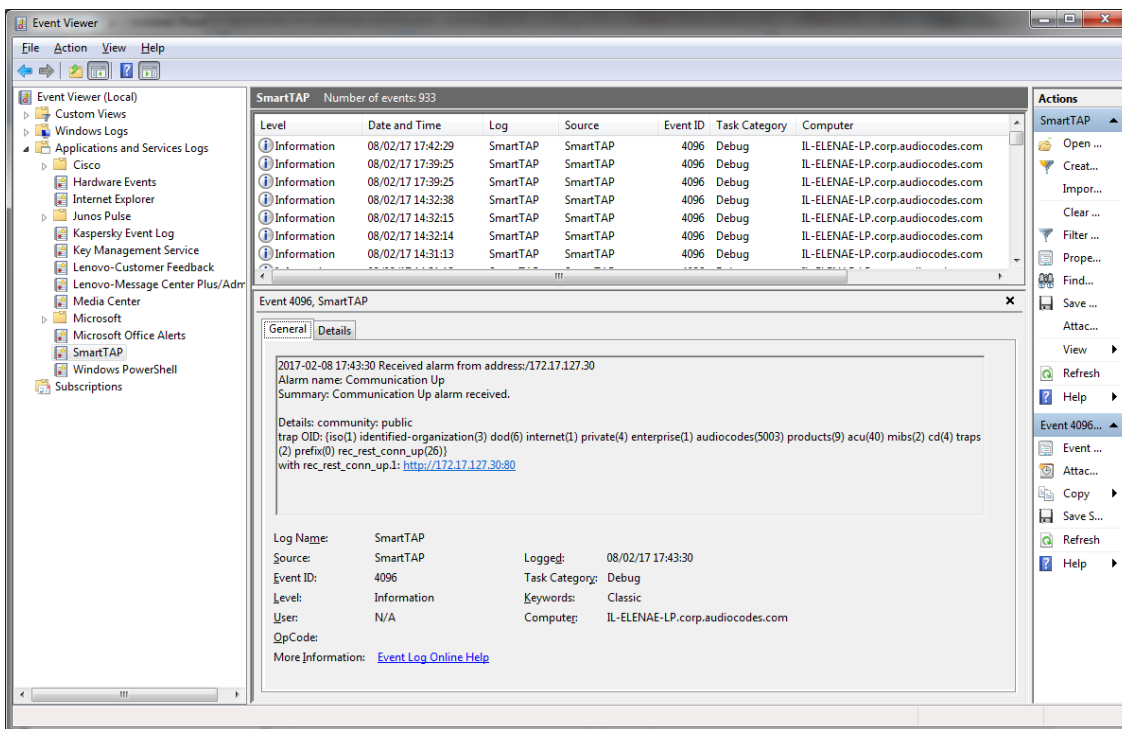 Event Viewer
File Action View Help
Event Viewer (Local)
Custom Views
Windows Logs
Applications and Services Logs
Cisco
Hardware Events
Internet Explorer
Junos Pulse
Kaspersky Event Log
Key Management Service
Lenovo-Customer Feedback
Lenovo-Message Center Plus/Adm
Media Center
Microsoft
Microsoft Office Alerts
SmartTAP
Windows PowerShell
Subscriptions
SmartTAP Number of events: 933
Level Date and Time Log Source Event ID Task Category Computer
Information 08/02/17 17:42:29 SmartTAP SmartTAP 4096 Debug IL-ELENAE-LP.corp.audiocodes.com
Information 08/02/17 17:39:25 SmartTAP SmartTAP 4096 Debug IL-ELENAE-LP.corp.audiocodes.com
Information 08/02/17 17:39:25 SmartTAP SmartTAP 4096 Debug IL-ELENAE-LP.corp.audiocodes.com
Information 08/02/17 14:32:38 SmartTAP SmartTAP 4096 Debug IL-ELENAE-LP.corp.audiocodes.com
Information 08/02/17 14:32:15 SmartTAP SmartTAP 4096 Debug IL-ELENAE-LP.corp.audiocodes.com
Information 08/02/17 14:32:14 SmartTAP SmartTAP 4096 Debug IL-ELENAE-LP.corp.audiocodes.com
Information 08/02/17 14:31:13 SmartTAP SmartTAP 4096 Debug IL-ELENAE-LP.corp.audiocodes.com
Event 4096, SmartTAP
General Details
2017-02-08 17:43:30 Received alarm from address:/172.17.127.30
Alarm name: Communication Up
Summary: Communication Up alarm received.
Details: community: public
trap OID: {iso(1) identified-organization(3) dod(6) internet(1) private(4) enterprise(1) audiocodes(5003) products(9) acu(40) mibs(2) cd(4) traps
(2) prefix(0) rec_rest_conn_up(26)}
with rec_rest_conn_up.1: http://172.17.127.30:80
Log Name: SmartTAP
Source: SmartTAP Logged: 08/02/17 17:43:30
Event ID: 4096 Task Category: Debug
Level: Information Keywords: Classic
User: N/A Computer: IL-ELENAE-LP.corp.audiocodes.com
OpCode:
More Information: Event Log Online Help
Actions
SmartTAP
Open ...
Creat...
Impor...
Clear ...
Filter ...
Prope...
Find...
Save ...
Attac...
View
Refresh
Help
Event 4096...
Event ...
Attac...
Copy
Save S...
Refresh
Help